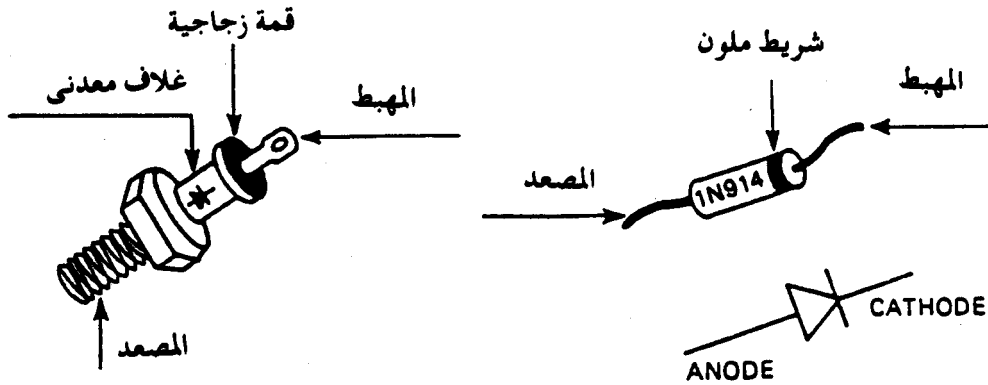 قمة زجاجية
غلاف معدنى
المهبط
المصعد
شريط ملون
المهبط
المصعد
1N914
CATHODE
ANODE